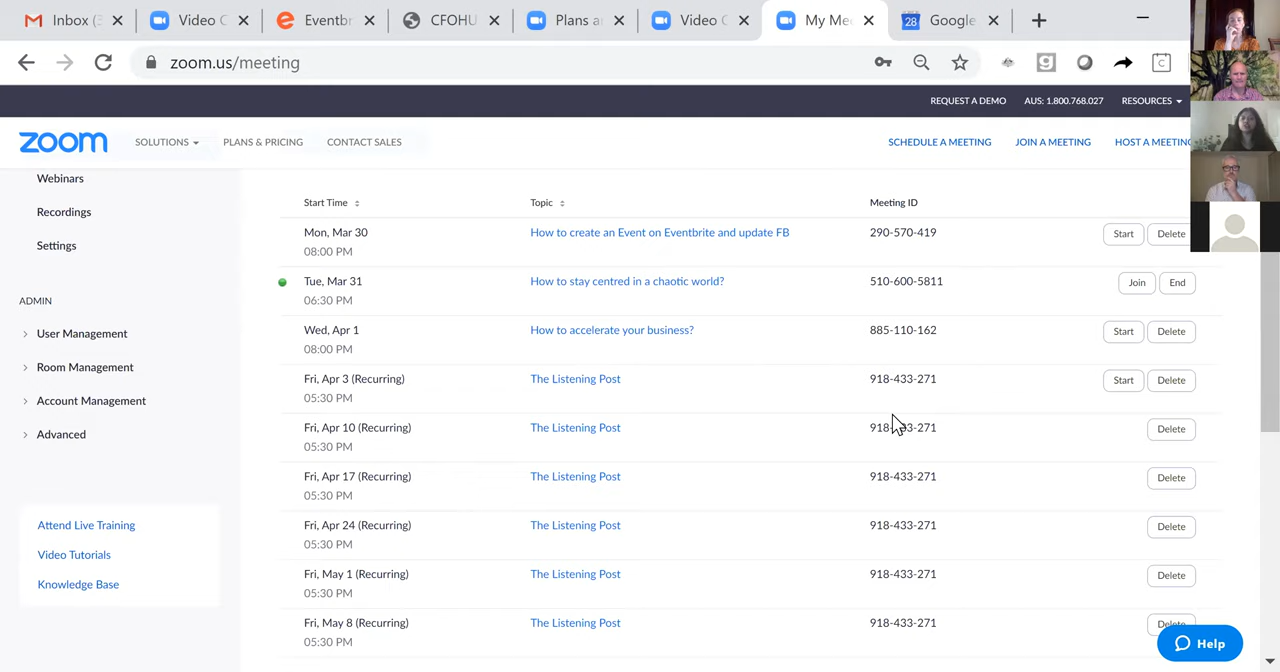 Inbox (3
Video C
Eventbr
CFOHU
Plans a
Video C
My Mee
28 Google
zoom.us/meeting
REQUEST A DEMO AUS: 1.800.768.027 RESOURCES
zoom SOLUTIONS PLANS & PRICING CONTACT SALES SCHEDULE A MEETING JOIN A MEETING HOST A MEETING
Webinars
Recordings
Settings
ADMIN
User Management
Room Management
Account Management
Advanced
Attend Live Training
Video Tutorials
Knowledge Base
Start Time Topic Meeting ID
Mon, Mar 30 How to create an Event on Eventbrite and update FB 290-570-419 Start Delete
08:00 PM
Tue, Mar 31 How to stay centred in a chaotic world? 510-600-5811 Join End
06:30 PM
Wed, Apr 1 How to accelerate your business? 885-110-162 Start Delete
08:00 PM
Fri, Apr 3 (Recurring) The Listening Post 918-433-271 Start Delete
05:30 PM
Fri, Apr 10 (Recurring) The Listening Post 918-433-271 Delete
05:30 PM
Fri, Apr 17 (Recurring) The Listening Post 918-433-271 Delete
05:30 PM
Fri, Apr 24 (Recurring) The Listening Post 918-433-271 Delete
05:30 PM
Fri, May 1 (Recurring) The Listening Post 918-433-271 Delete
05:30 PM
Fri, May 8 (Recurring) The Listening Post 918-433-271 Delete
05:30 PM
Help